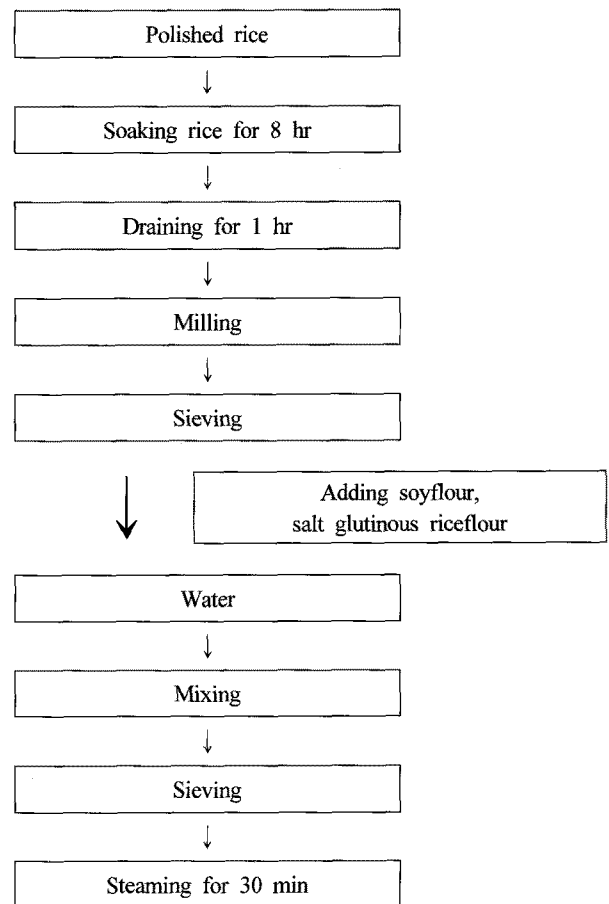 Polished rice
↓
Soaking rice for 8 hr
↓
Draining for 1 hr
↓
Milling
↓
Sieving
↓
Adding soyflour,
salt glutinous riceflour
Water
↓
Mixing
↓
Sieving
↓
Steaming for 30 min